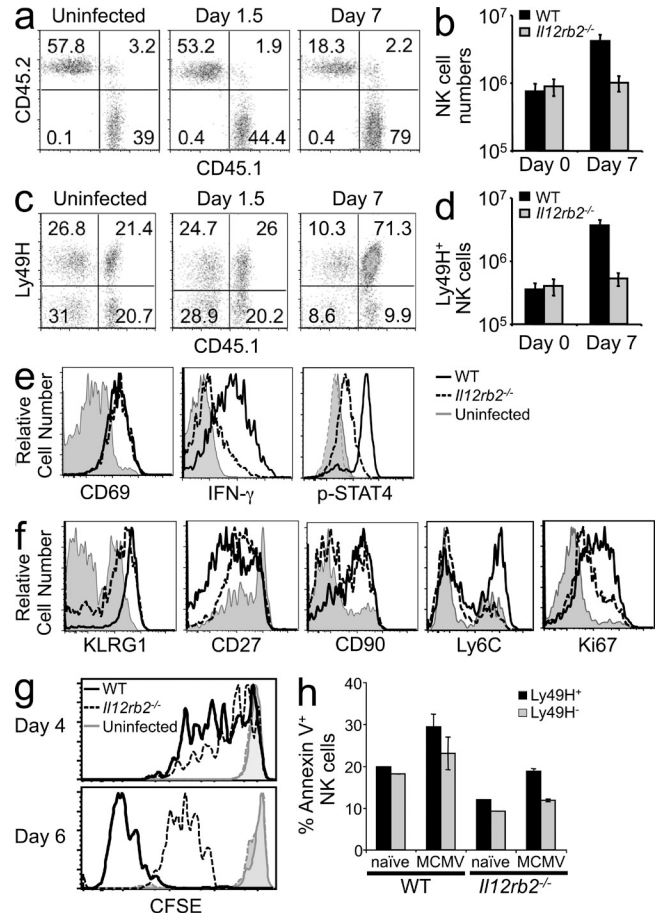 a
Uninfected
Day 1.5
Day 7
57.8
3.2
0.1
39
53.2
1.9
0.4
44.4
18.3
2.2
0.4
79
CD45.2
CD45.1
b
WT
Il12rb2-/-
NK cell
numbers
10⁷
10⁶
10⁵
Day 0
Day 7
c
Uninfected
Day 1.5
Day 7
26.8
21.4
31
20.7
24.7
26
28.9
20.2
10.3
71.3
8.6
9.9
Ly49H
CD45.1
d
WT
Il12rb2-/-
Ly49H⁺
NK cells
10⁷
10⁶
10⁵
Day 0
Day 7
e
Relative
Cell Number
CD69
IFN-γ
p-STAT4
WT
Il12rb2-/-
Uninfected
f
Relative
Cell Number
KLRG1
CD27
CD90
Ly6C
Ki67
g
Day 4
WT
Il12rb2-/-
Uninfected
Day 6
CFSE
h
% Annexin V⁺
NK cells
40
30
20
10
0
Ly49H⁺
Ly49H⁻
naïve
MCMV
naïve
MCMV
WT
Il12rb2-/-